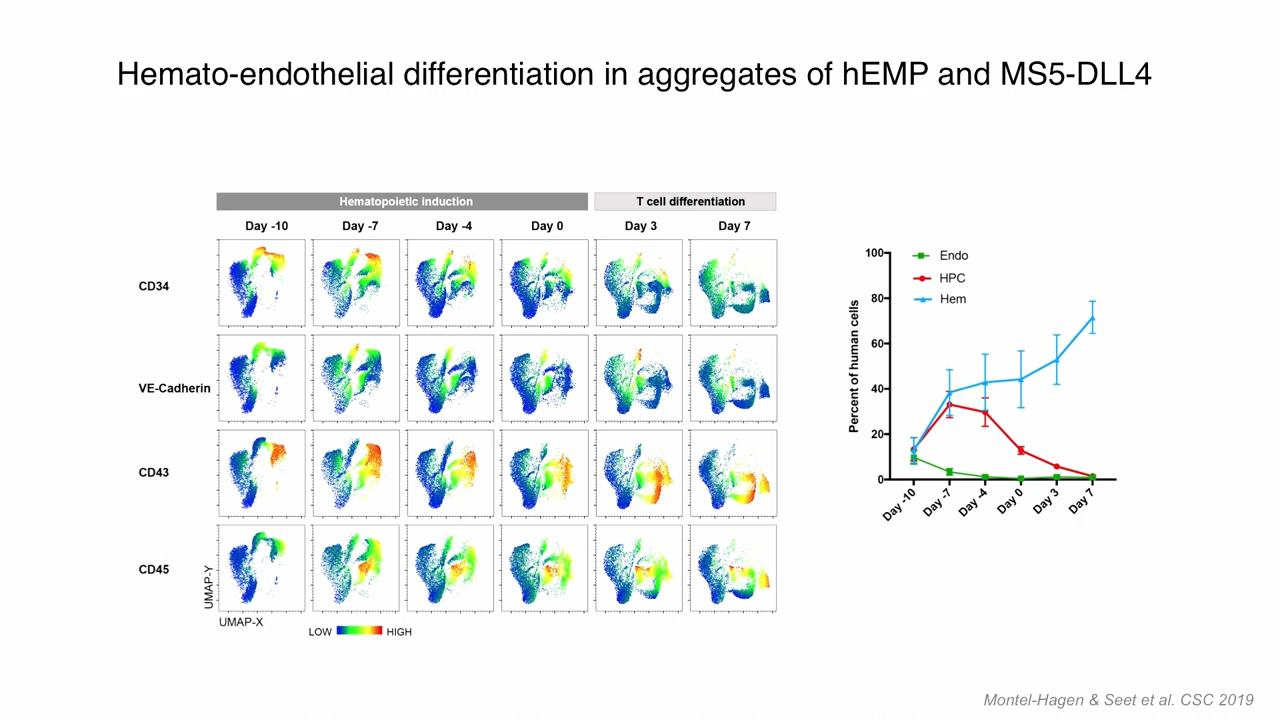 Hemato-endothelial differentiation in aggregates of hEMP and MS5-DLL4
Hematopoietic induction
T cell differentiation
Day -10
Day -7
Day -4
Day 0
Day 3
Day 7
CD34
VE-Cadherin
CD43
CD45
UMAP-Y
UMAP-X
LOW
HIGH
Endo
HPC
Hem
Percent of human cells
100
80
60
40
20
0
Day -10
Day -7
Day -4
Day 0
Day 3
Day 7
Montel-Hagen & Seet et al. CSC 2019